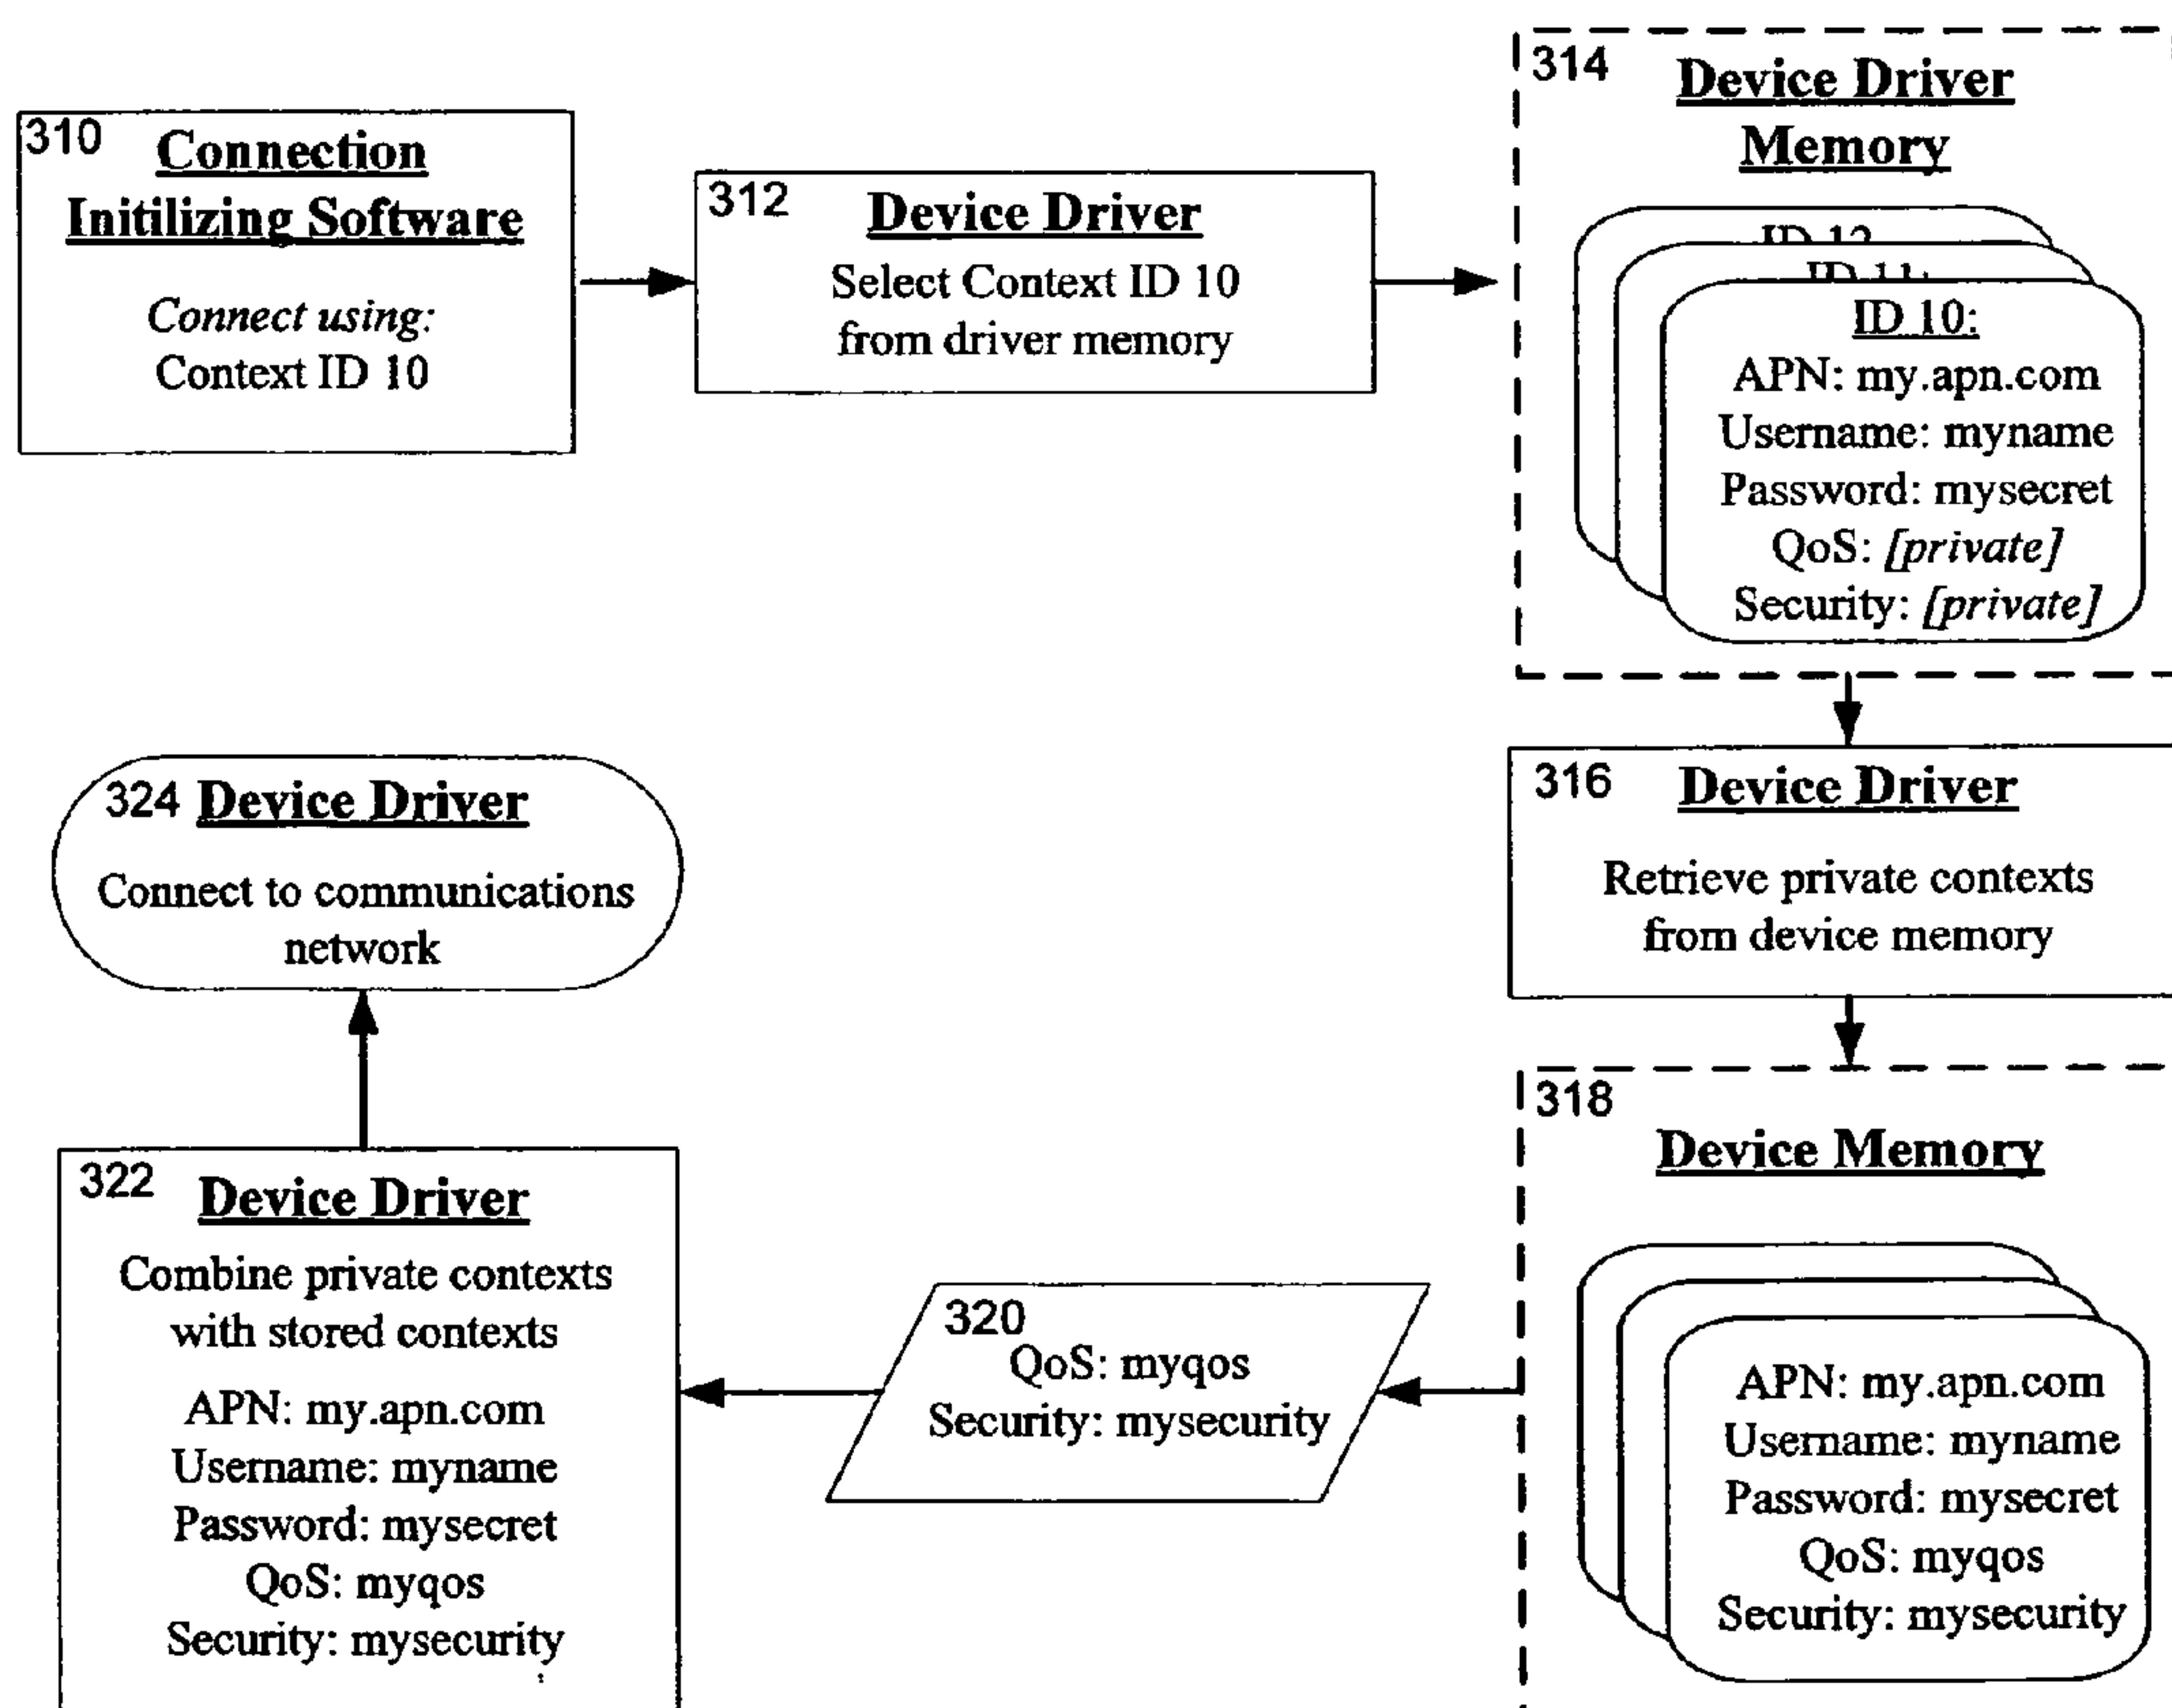 310 Connection
Initilizing Software
Connect using:
Context ID 10
312 Device Driver
Select Context ID 10
from driver memory
314 Device Driver
Memory
ID 12
ID 11:
ID 10:
APN: my.apn.com
Username: myname
Password: mysecret
QoS: [private]
Security: [private]
316 Device Driver
Retrieve private contexts
from device memory
318
Device Memory
APN: my.apn.com
Username: myname
Password: mysecret
QoS: myqos
Security: mysecurity
320
QoS: myqos
Security: mysecurity
322 Device Driver
Combine private contexts
with stored contexts
APN: my.apn.com
Username: myname
Password: mysecret
QoS: myqos
Security: mysecurity
324 Device Driver
Connect to communications
network